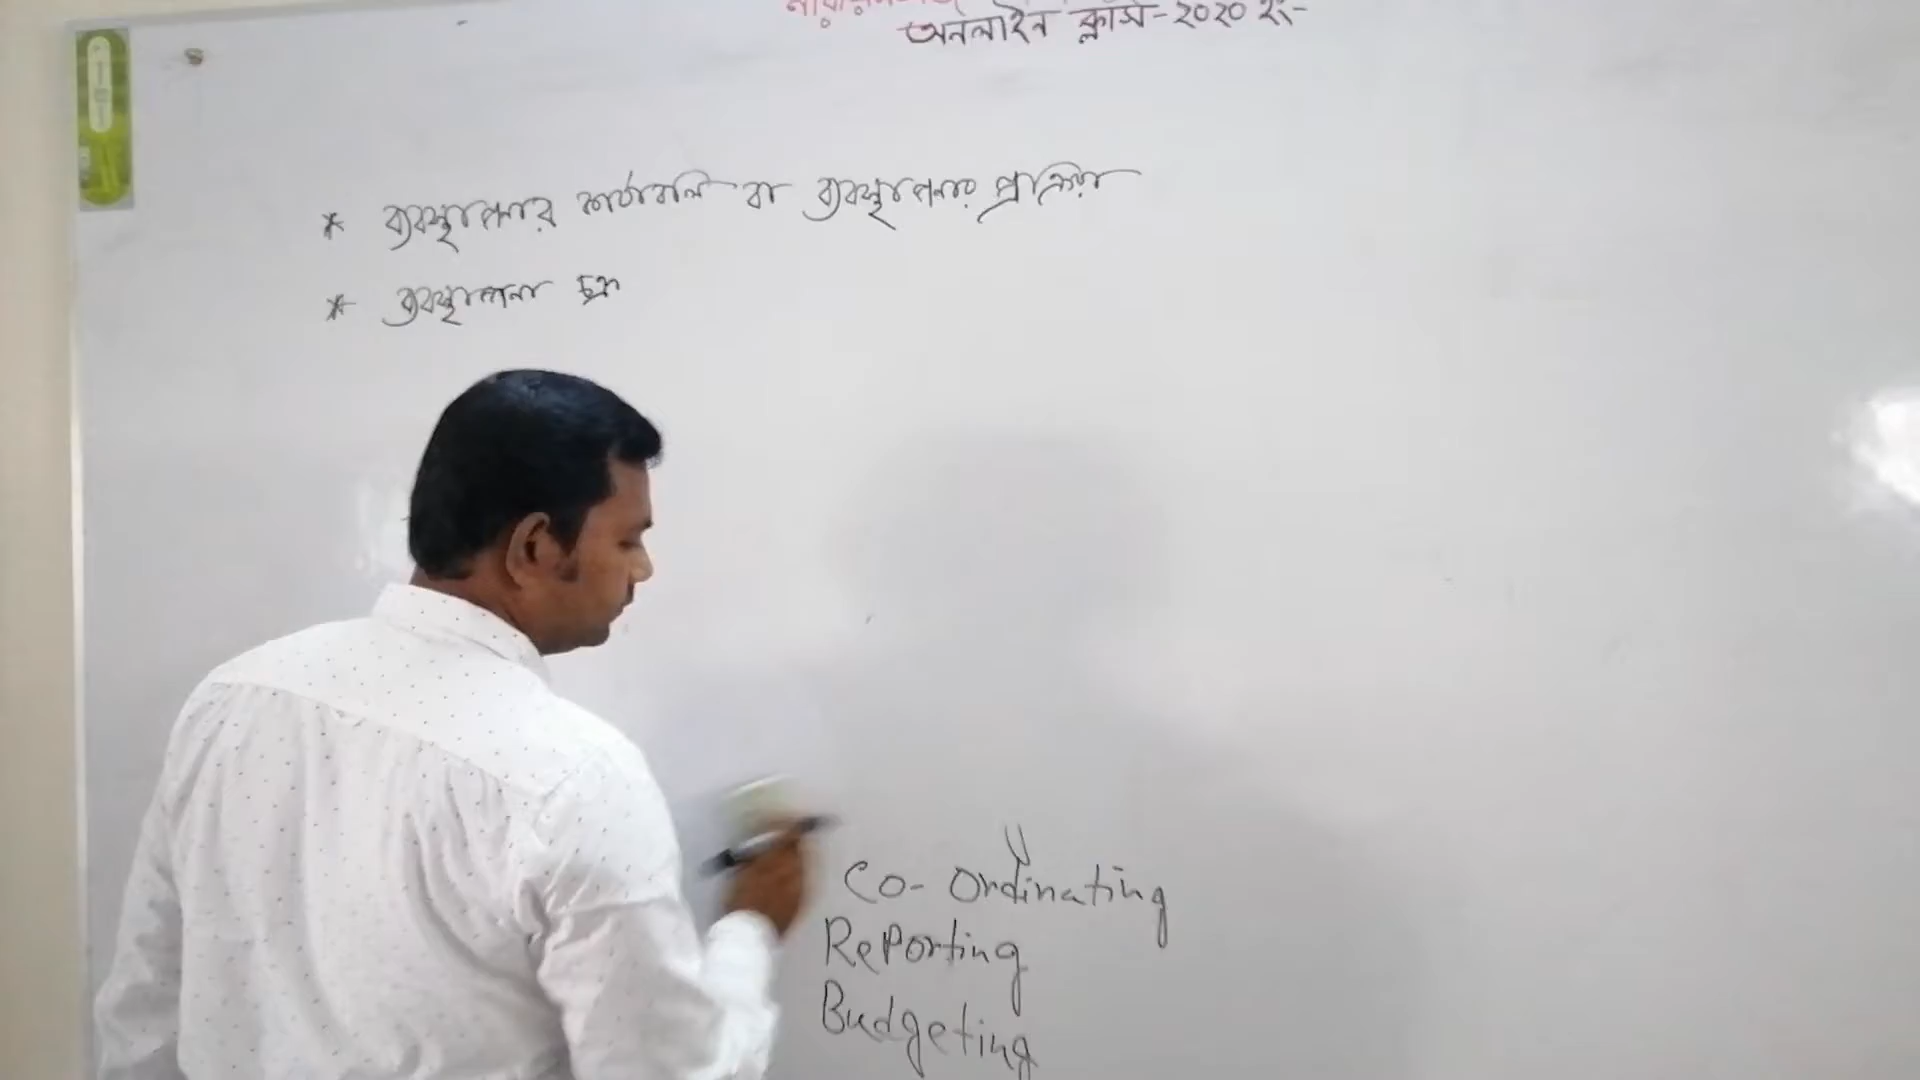 অনলাইন ক্লাস-২০২০ ইং-
* ব্যবস্থাপনার কার্যাবলি বা ব্যবস্থাপনার প্রক্রিয়া
* ব্যবস্থাপনা চক্র
Co-Ordinating
Reporting
Budgeting